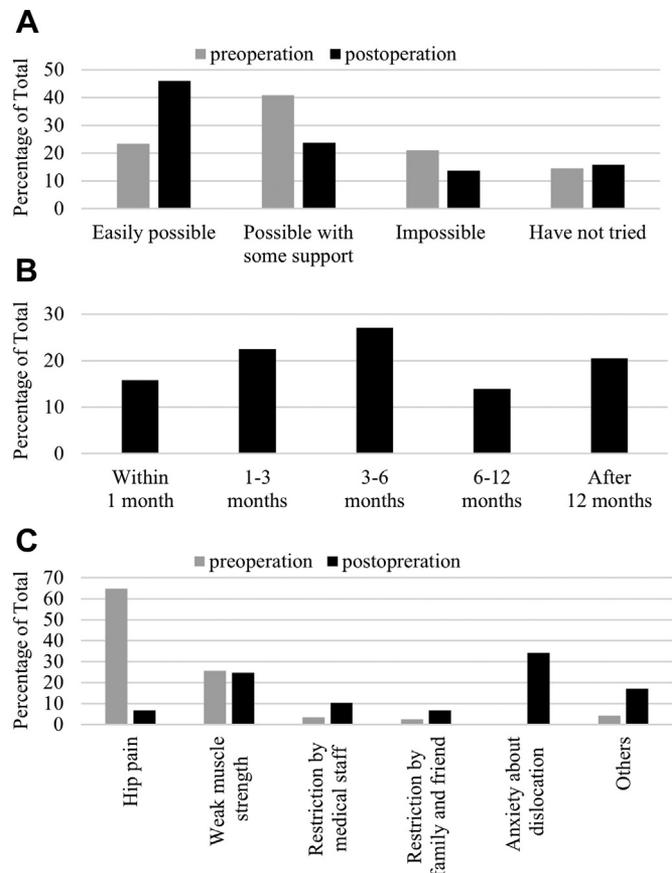 A
preoperation postoperation
Percentage of Total
50
40
30
20
10
0
Easily possible Possible with some support Impossible Have not tried
B
Percentage of Total
30
20
10
0
Within 1 month 1-3 months 3-6 months 6-12 months After 12 months
C
preoperation postopreration
Percentage of Total
70
60
50
40
30
20
10
0
Hip pain
Weak muscle
strength
Restriction by
medical staff
Restriction by
family and friend
Anxiety about
dislocation
Others